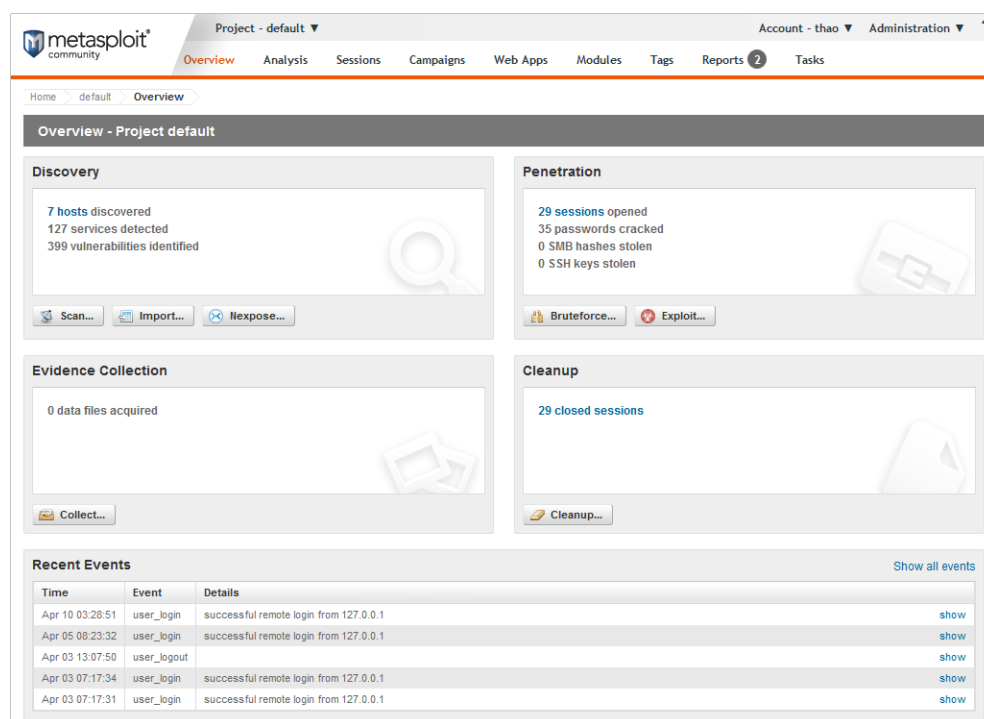 metasploit®
community
Project - default ▼
Account - thao ▼ Administration ▼
Overview Analysis Sessions Campaigns Web Apps Modules Tags Reports 2 Tasks
Home default Overview
Overview - Project default
Discovery
7 hosts discovered
127 services detected
399 vulnerabilities identified
Scan... Import... Nexpose...
Penetration
29 sessions opened
35 passwords cracked
0 SMB hashes stolen
0 SSH keys stolen
Bruteforce... Exploit...
Evidence Collection
0 data files acquired
Collect...
Cleanup
29 closed sessions
Cleanup...
Recent Events Show all events
Time Event Details
Apr 10 03:28:51 user_login successful remote login from 127.0.0.1 show
Apr 05 08:23:32 user_login successful remote login from 127.0.0.1 show
Apr 03 13:07:50 user_logout show
Apr 03 07:17:34 user_login successful remote login from 127.0.0.1 show
Apr 03 07:17:31 user_login successful remote login from 127.0.0.1 show